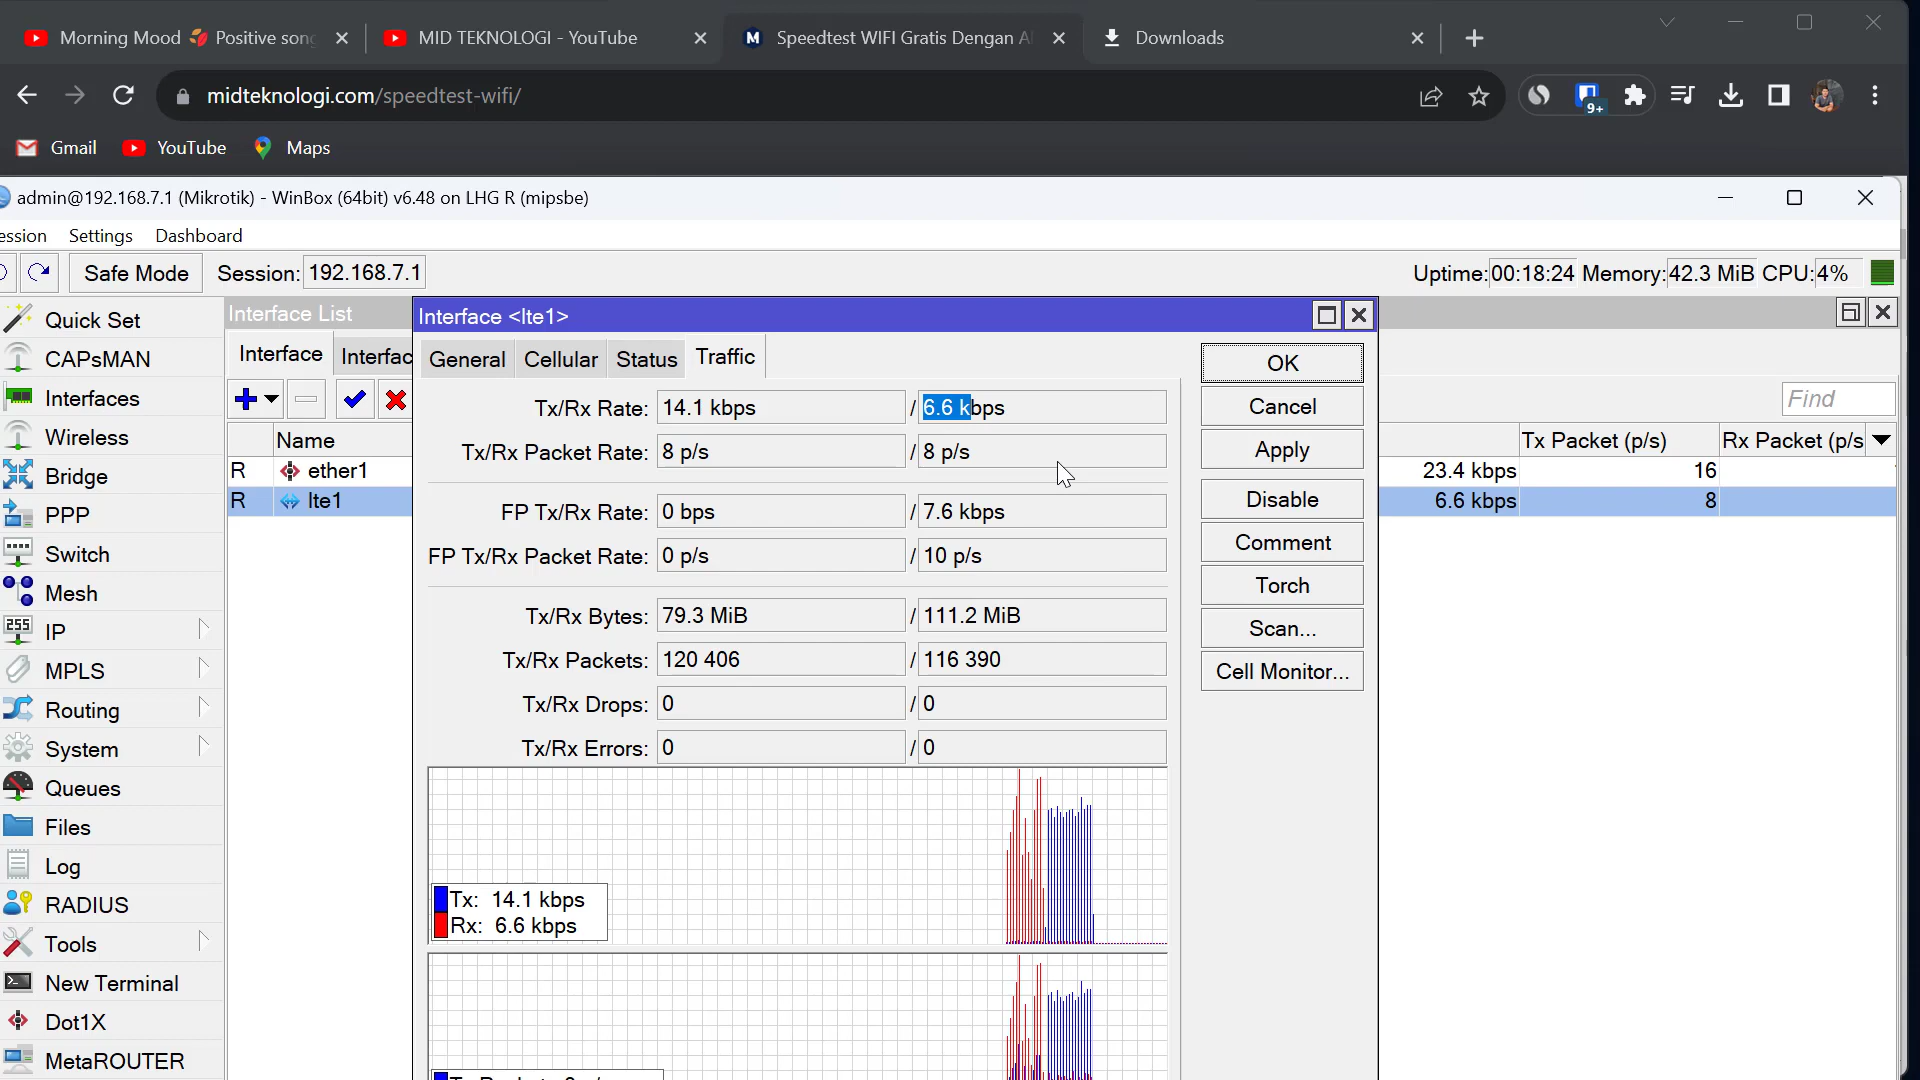 Morning Mood Positive son
MID TEKNOLOGI - YouTube
Speedtest WIFI Gratis Dengan
Downloads
midteknologi.com/speedtest-wifi/
9+
Gmail
YouTube
Maps
admin@192.168.7.1 (Mikrotik) - WinBox (64bit) v6.48 on LHG R (mipsbe)
ession Settings Dashboard
Safe Mode
Session: 192.168.7.1
Uptime: 00:18:24 Memory: 42.3 MiB CPU: 4%
Quick Set
CAPsMAN
Interfaces
Wireless
Bridge
PPP
Switch
Mesh
255
IP
MPLS
Routing
System
Queues
Files
Log
RADIUS
Tools
New Terminal
Dot1X
MetaROUTER
Interface List
Interface Interfac
Find
Name
Tx Packet (p/s) Rx Packet (p/s
R ether1 23.4 kbps 16
R lte1 6.6 kbps 8
Interface <lte1>
General Cellular Status Traffic
Tx/Rx Rate: 14.1 kbps / 6.6 kbps
Tx/Rx Packet Rate: 8 p/s / 8 p/s
FP Tx/Rx Rate: 0 bps / 7.6 kbps
FP Tx/Rx Packet Rate: 0 p/s / 10 p/s
Tx/Rx Bytes: 79.3 MiB / 111.2 MiB
Tx/Rx Packets: 120 406 / 116 390
Tx/Rx Drops: 0 / 0
Tx/Rx Errors: 0 / 0
Tx: 14.1 kbps
Rx: 6.6 kbps
OK
Cancel
Apply
Disable
Comment
Torch
Scan...
Cell Monitor...